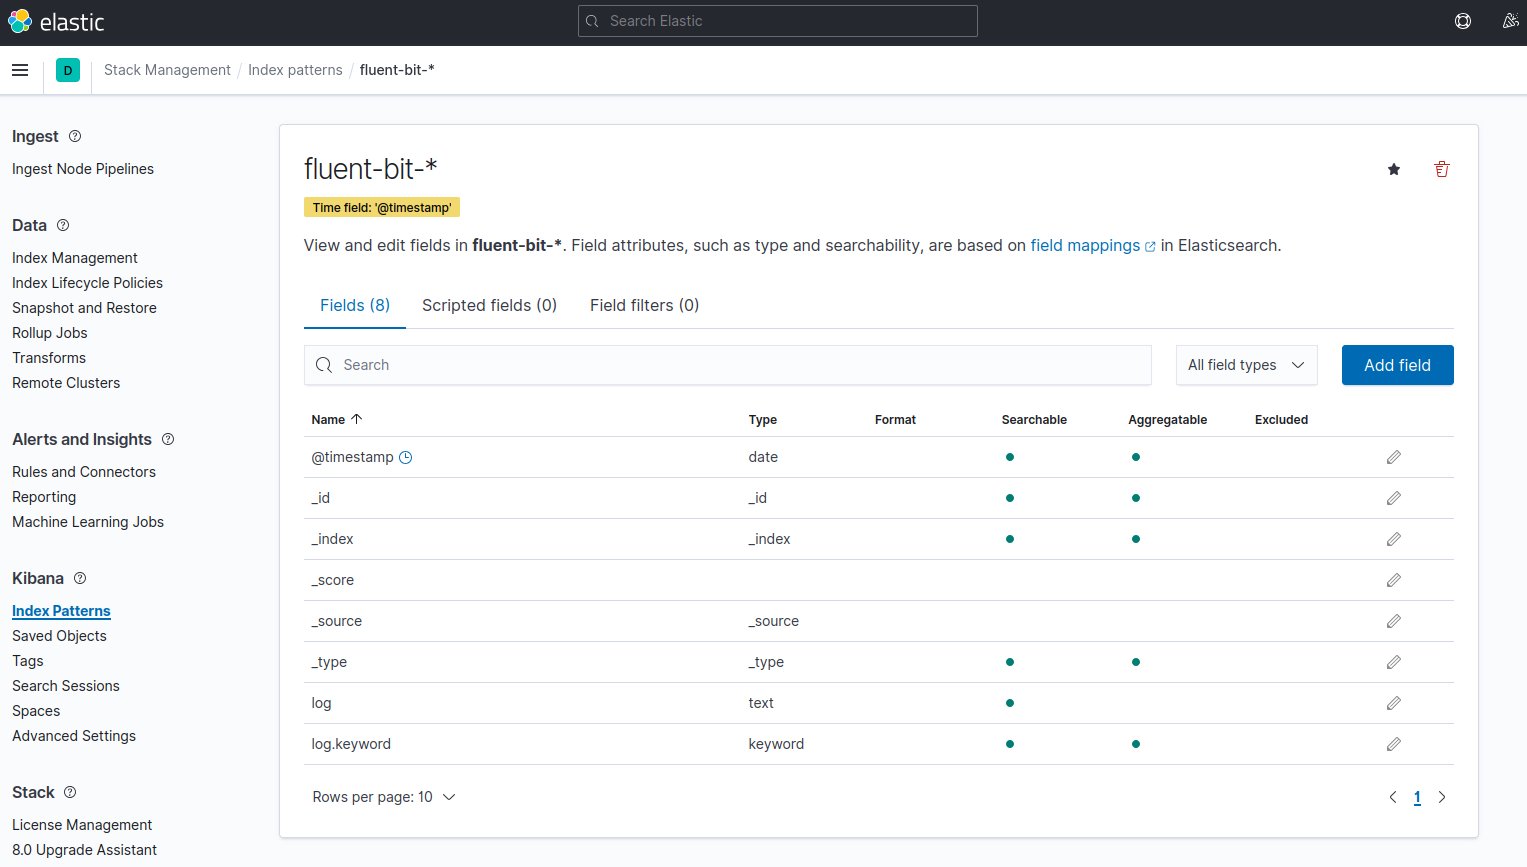 elastic
Search Elastic
D
Stack Management / Index patterns / fluent-bit-*
Ingest
Ingest Node Pipelines
Data
Index Management
Index Lifecycle Policies
Snapshot and Restore
Rollup Jobs
Transforms
Remote Clusters
Alerts and Insights
Rules and Connectors
Reporting
Machine Learning Jobs
Kibana
Index Patterns
Saved Objects
Tags
Search Sessions
Spaces
Advanced Settings
Stack
License Management
8.0 Upgrade Assistant
fluent-bit-*
Time field: '@timestamp'
View and edit fields in fluent-bit-*. Field attributes, such as type and searchability, are based on field mappings in Elasticsearch.
Fields (8) Scripted fields (0) Field filters (0)
Search All field types Add field
Name Type Format Searchable Aggregatable Excluded
@timestamp date
_id _id
_index _index
_score
_source _source
_type _type
log text
log.keyword keyword
Rows per page: 10 1